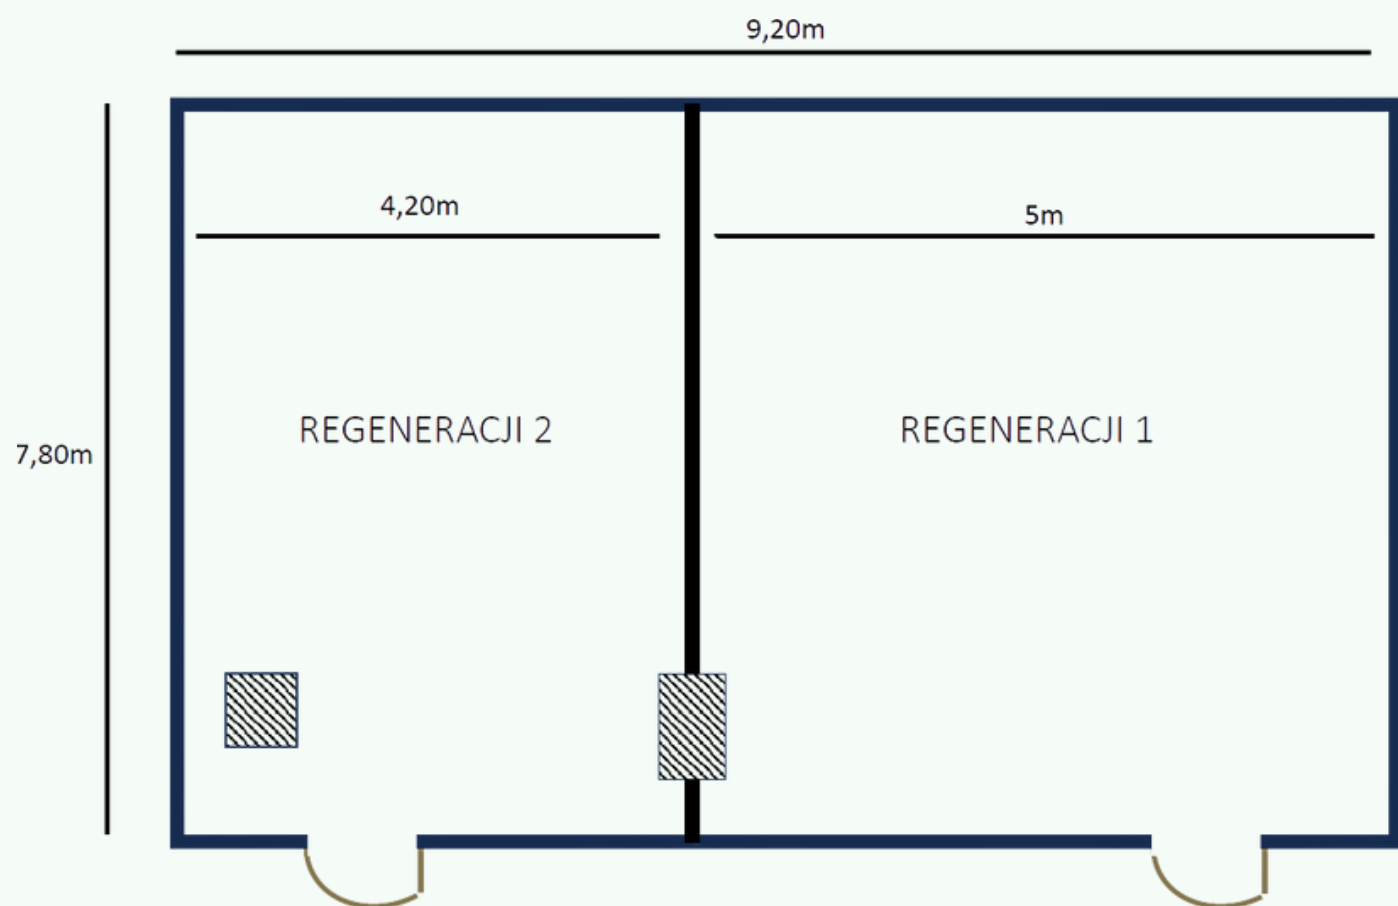 9,20m
4,20m
5m
REGENERACJI 2
REGENERACJI 1
7,80m